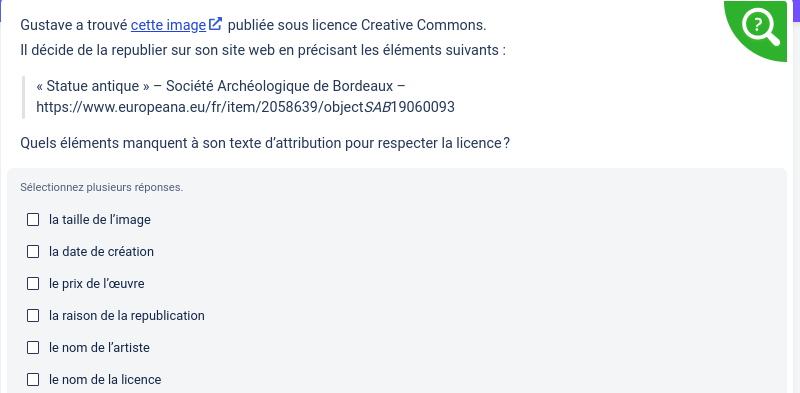 Gustave a trouvé cette image publiée sous licence Creative Commons.
Il décide de la republier sur son site web en précisant les éléments suivants :
« Statue antique » – Société Archéologique de Bordeaux –
https://www.europeana.eu/fr/item/2058639/objectSAB19060093
Quels éléments manquent à son texte d’attribution pour respecter la licence ?
Sélectionnez plusieurs réponses.
la taille de l’image
la date de création
le prix de l’œuvre
la raison de la republication
le nom de l’artiste
le nom de la licence